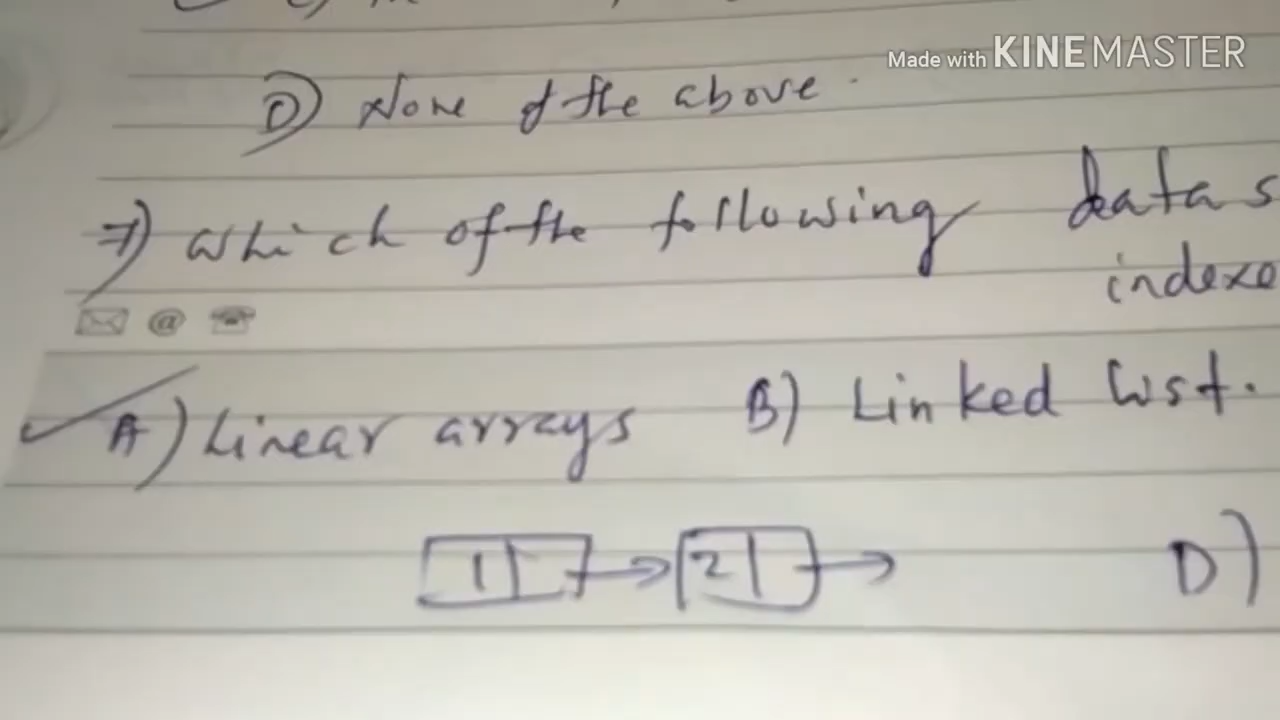 Made with KINEMASTER
D) None of the above.
7) Which of the following data s
indexe
A) Linear arrays B) Linked list.
1 2 D)